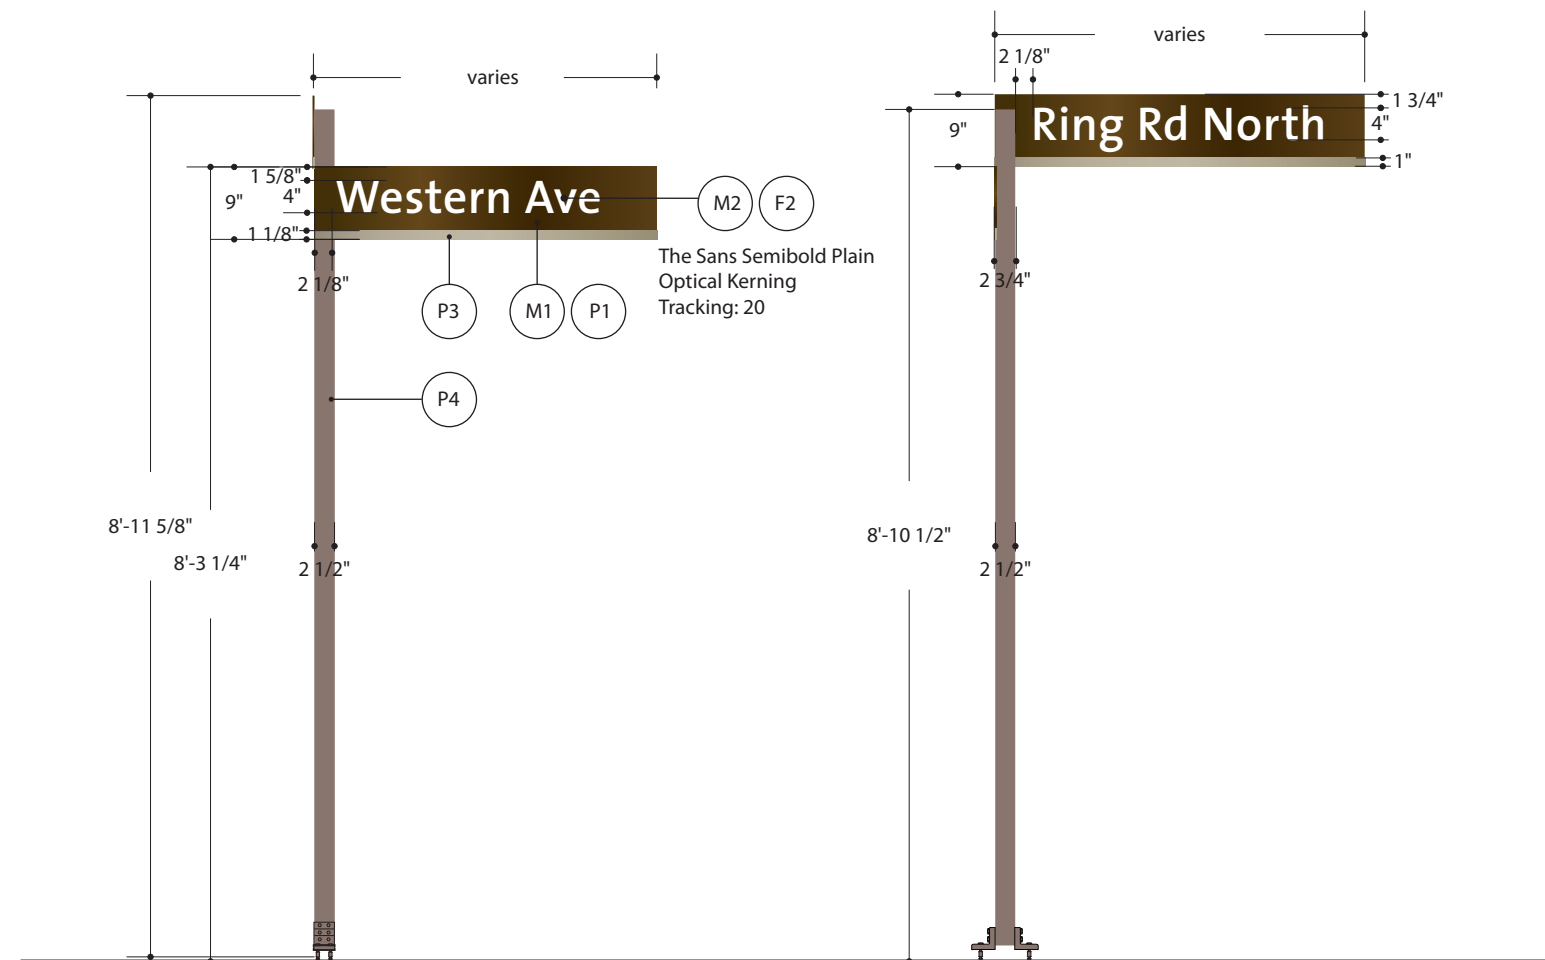 varies
1 5/8"
9"
4"
1 1/8"
Western Ave
M2
F2
The Sans Semibold Plain
Optical Kerning
Tracking: 20
2 1/8"
P3
M1
P1
P4
8'-11 5/8"
8'-3 1/4"
2 1/2"
varies
2 1/8"
1 3/4"
9"
Ring Rd North
4"
1"
2 3/4"
8'-10 1/2"
2 1/2"